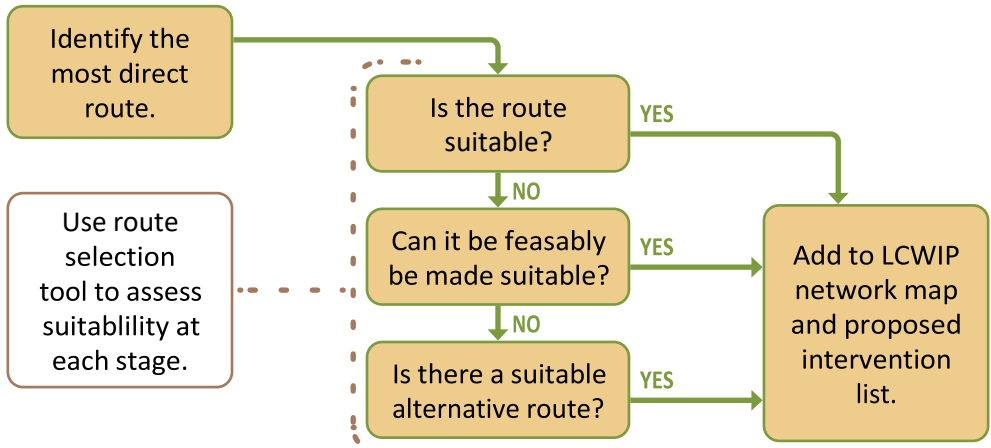 Identify the
most direct
route.
Is the route
suitable?
YES
NO
Use route
selection
tool to assess
suitablility at
each stage.
Can it be feasably
be made suitable?
YES
NO
Add to LCWIP
network map
and proposed
intervention
list.
Is there a suitable
alternative route?
YES